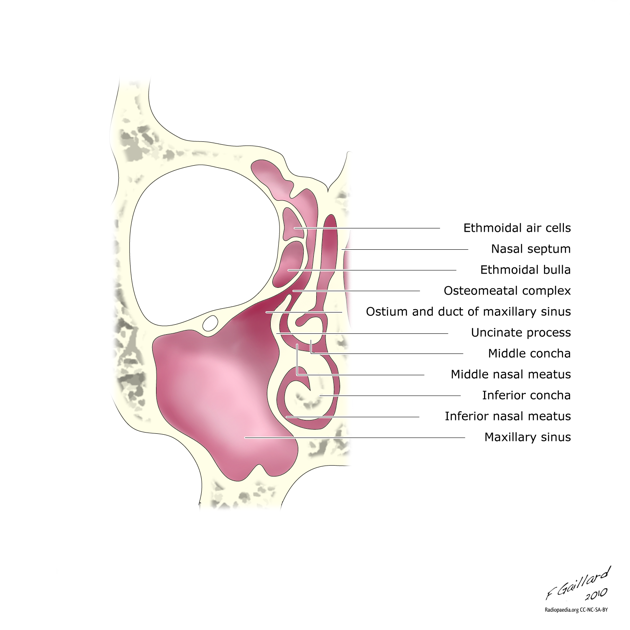 Ethmoidal air cells
Nasal septum
Ethmoidal bulla
Osteomeatal complex
Ostium and duct of maxillary sinus
Uncinate process
Middle concha
Middle nasal meatus
Inferior concha
Inferior nasal meatus
Maxillary sinus
F Gaillard
2010
Radiopaedia.org CC-NC-SA-BY